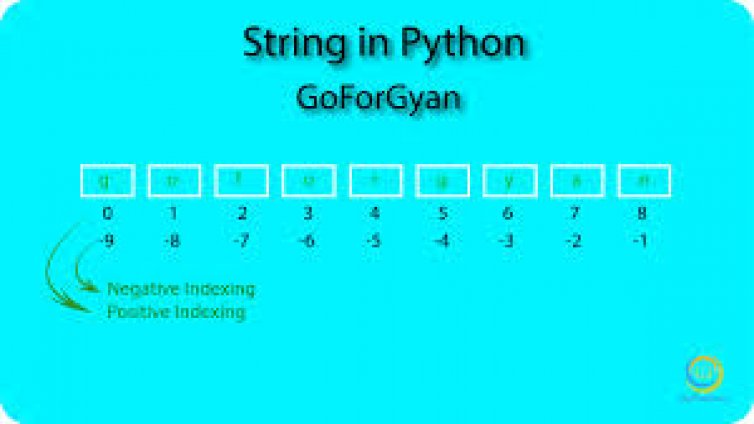 String in Python
GoForGyan
g o f o r g y a n
0 1 2 3 4 5 6 7 8
-9 -8 -7 -6 -5 -4 -3 -2 -1
Negative Indexing
Positive Indexing